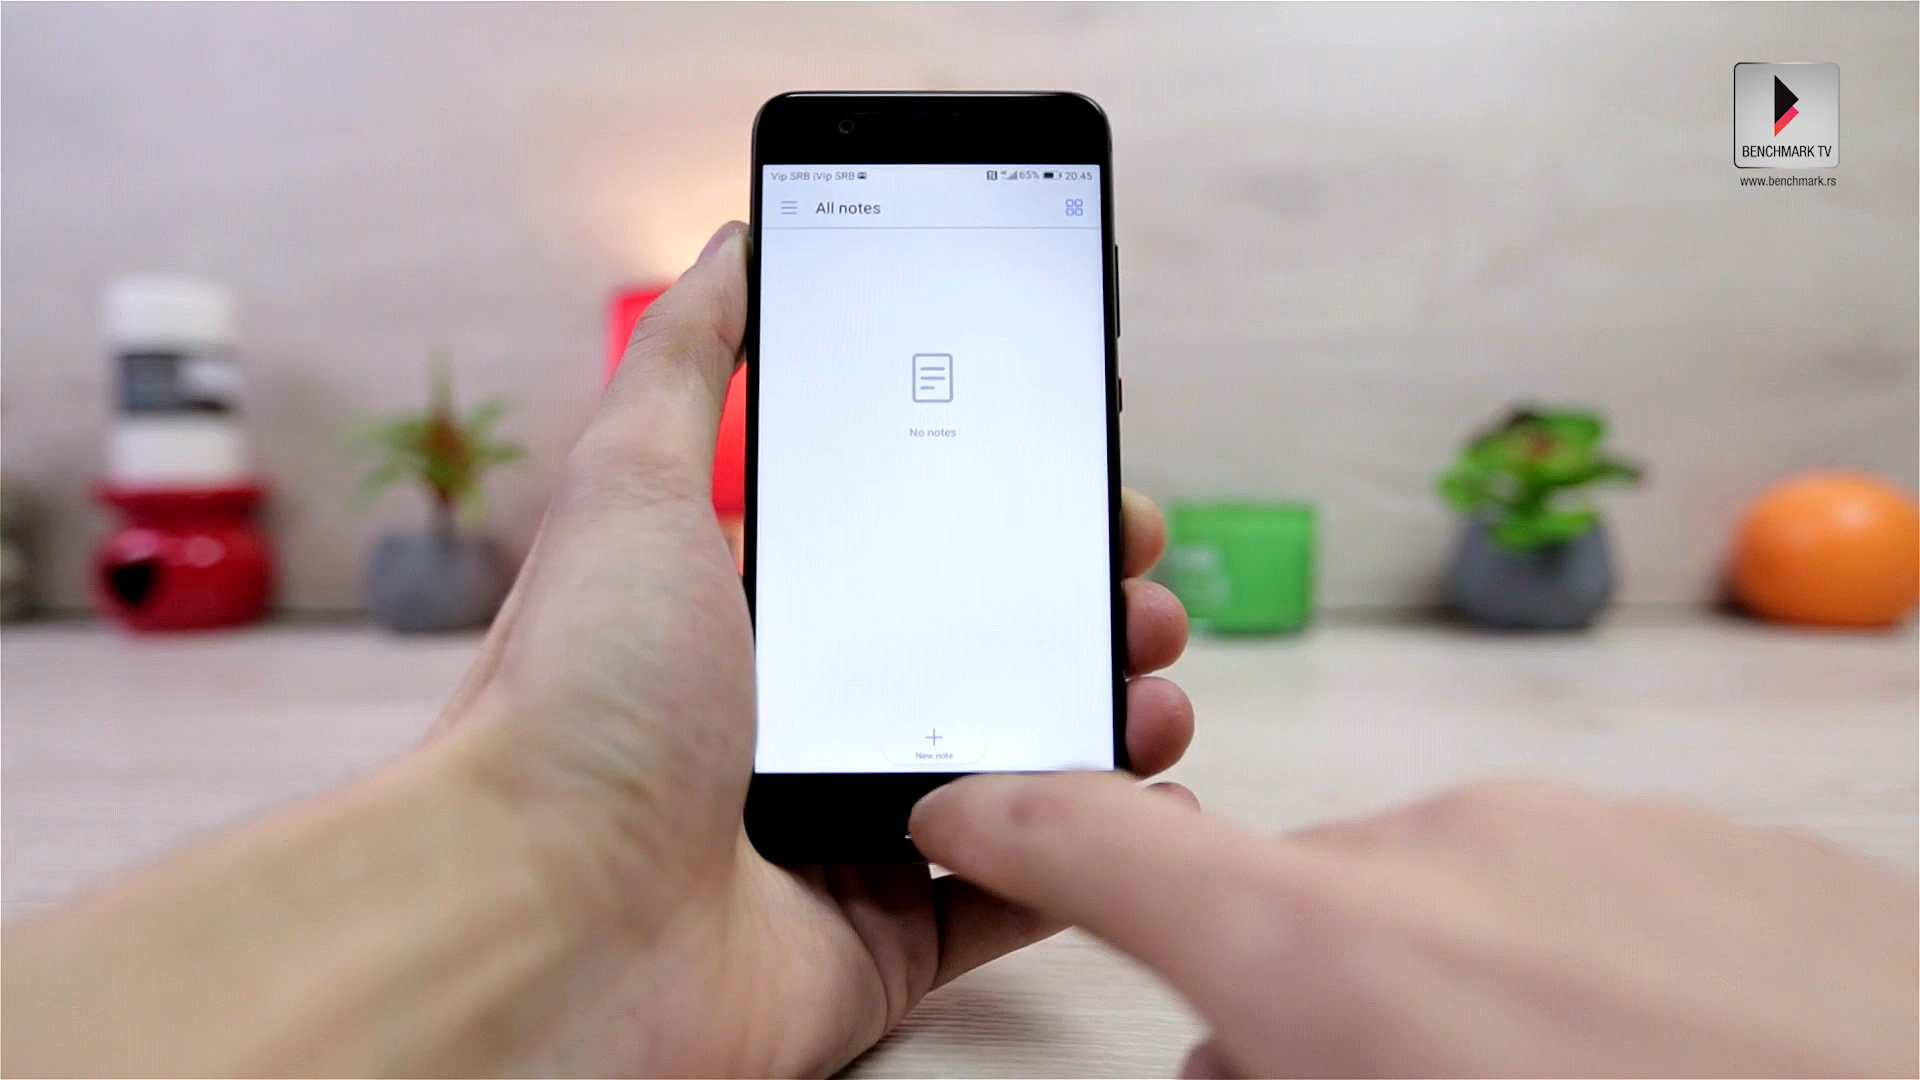 BENCHMARK TV
www.benchmark.rs
Vip SRB |Vip SRB
65% 20:45
All notes
No notes
New note